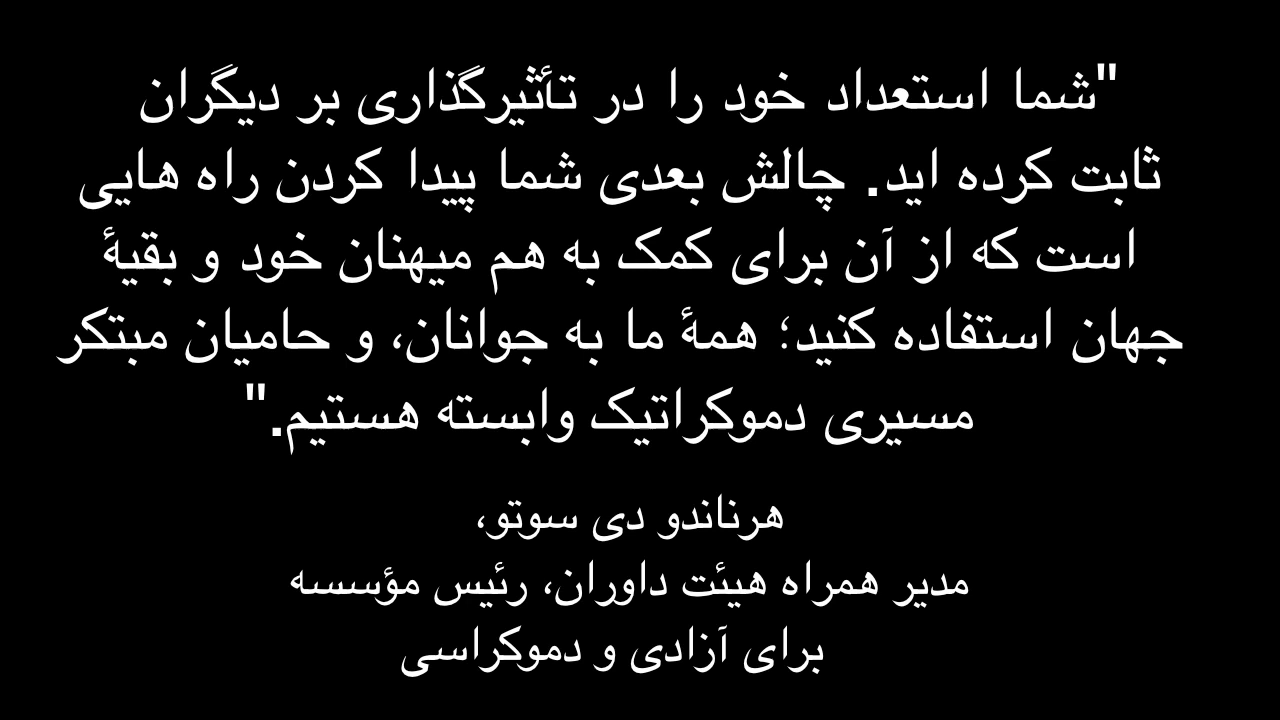 "شما استعداد خود را در تأثیرگذاری بر دیگران
ثابت کرده اید. چالش بعدی شما پیدا کردن راه هایی
است که از آن برای کمک به هم میهنان خود و بقیۀ
جهان استفاده کنید؛ همۀ ما به جوانان، و حامیان مبتکر
مسیری دموکراتیک وابسته هستیم."
هرناندو دی سوتو،
مدیر همراه هیئت داوران، رئیس مؤسسه
برای آزادی و دموکراسی